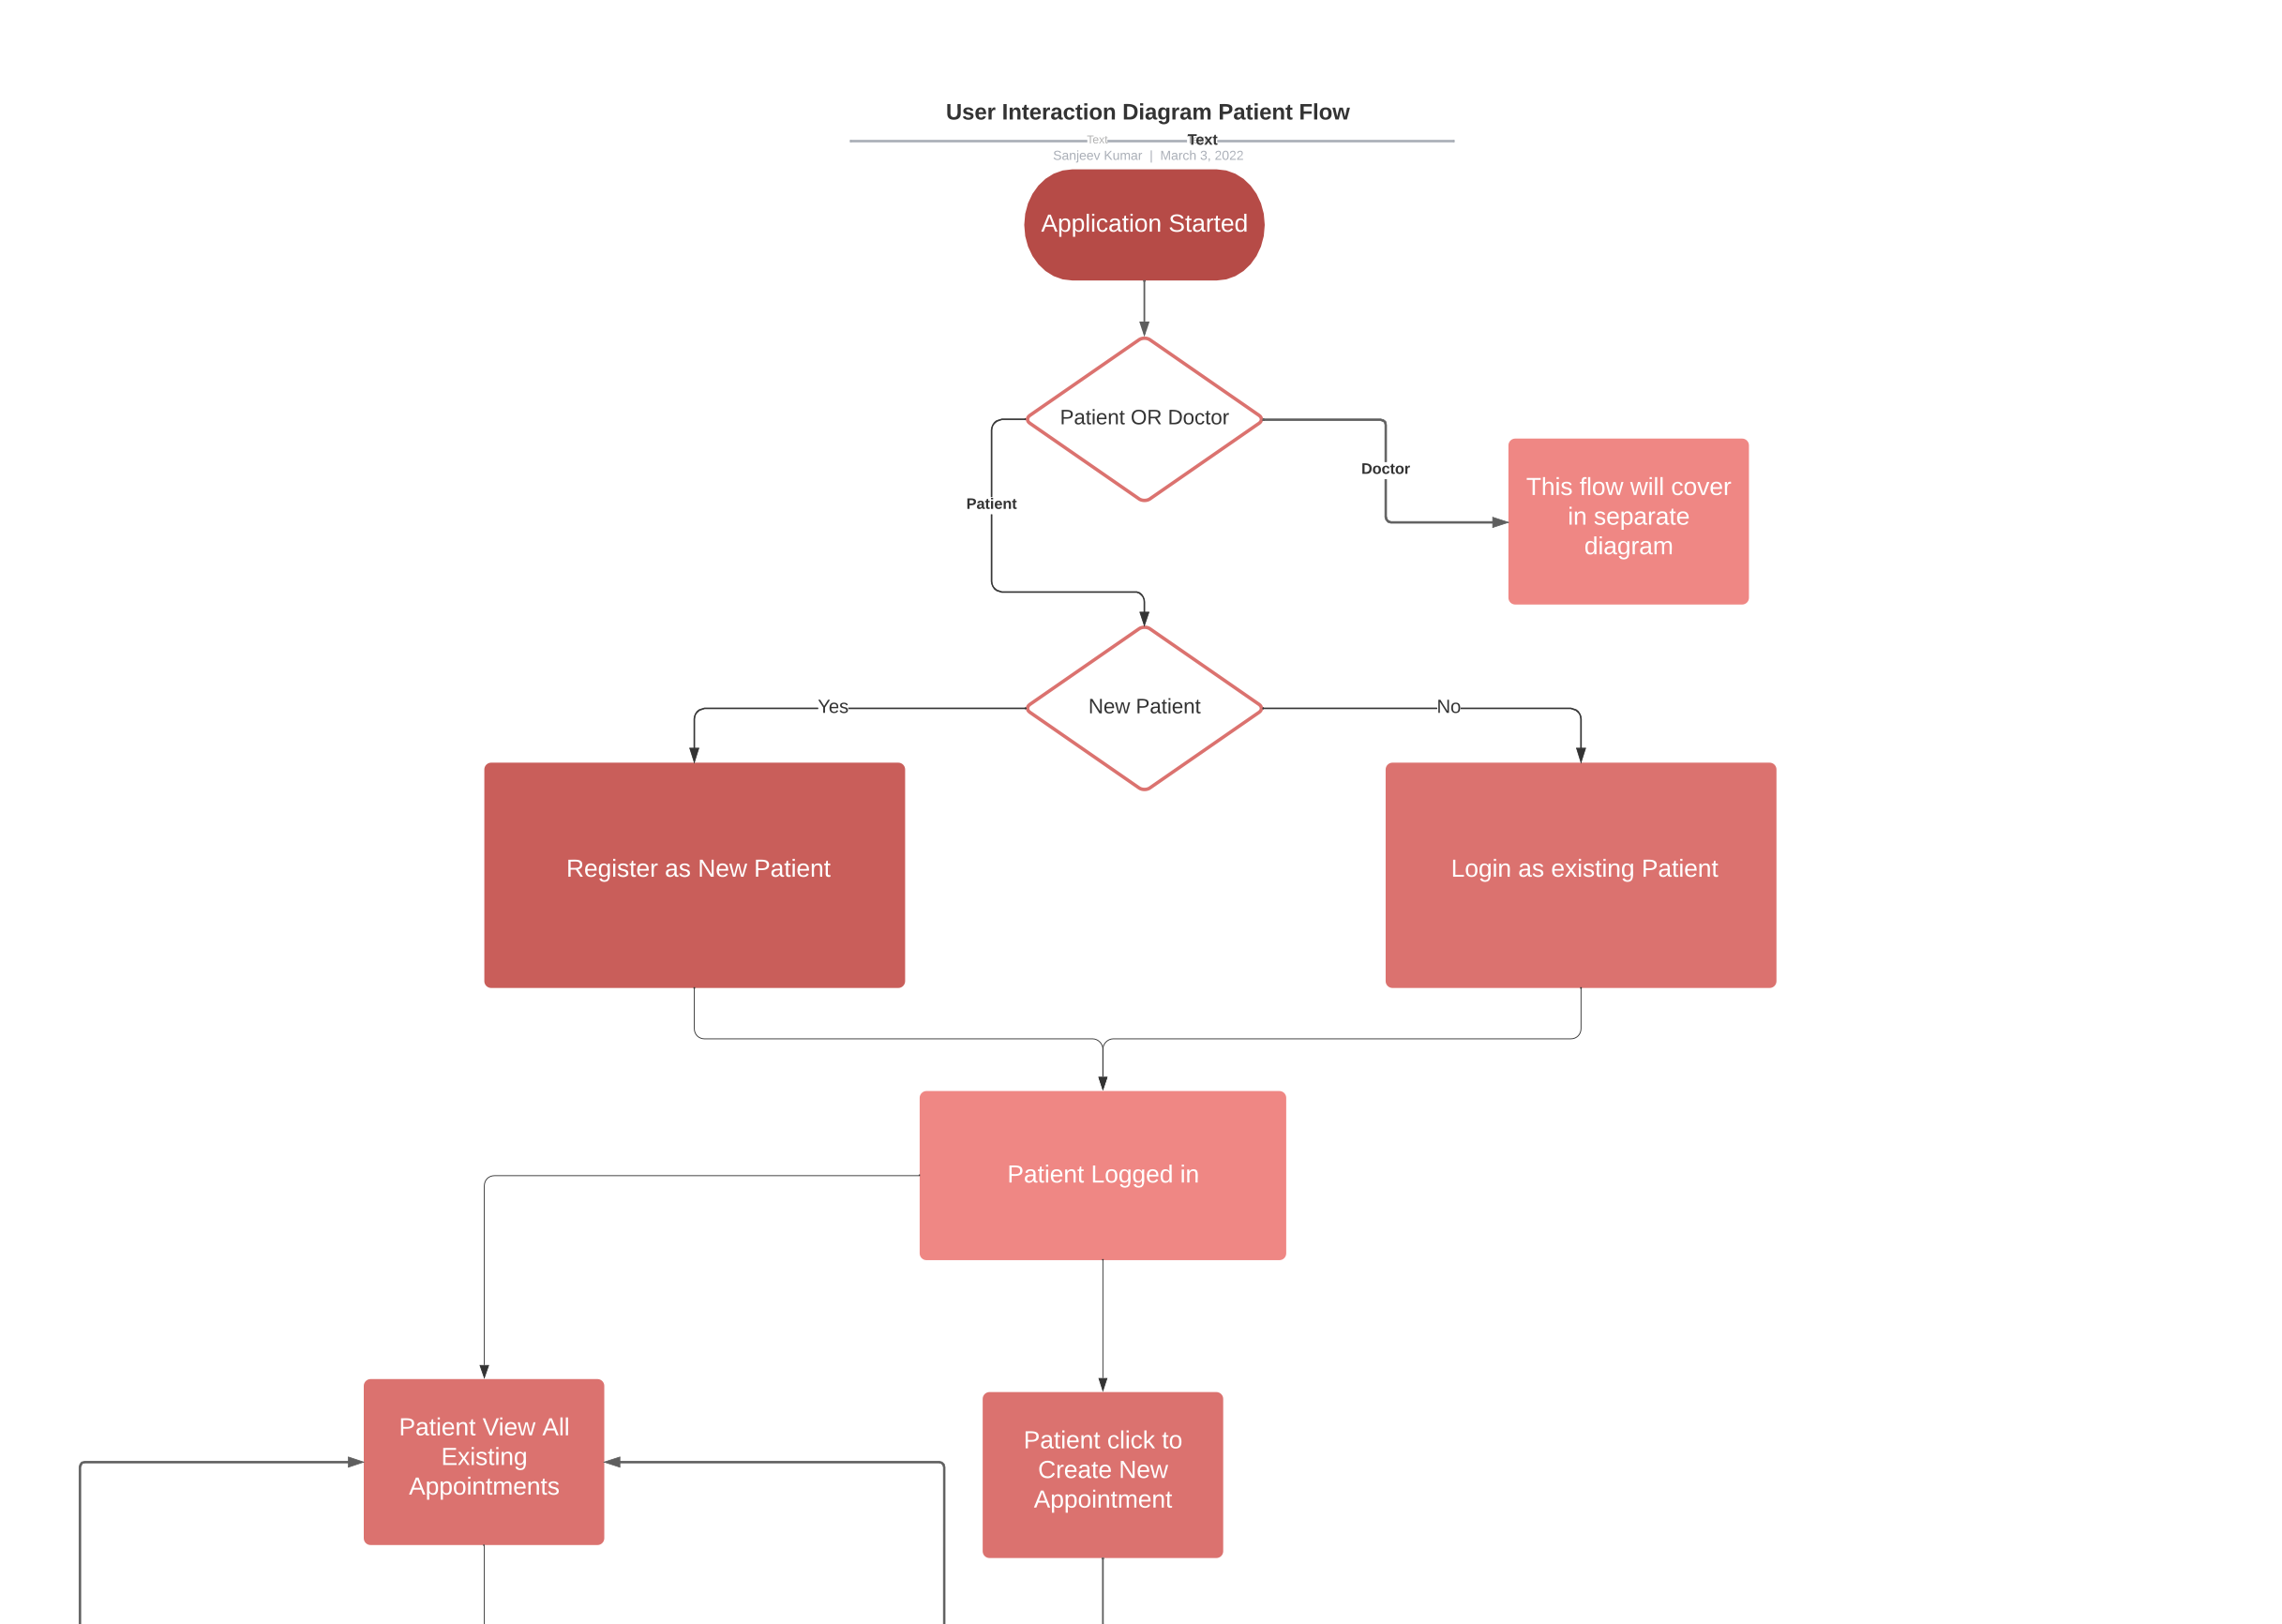 User Interaction Diagram Patient Flow
Text
Text
Sanjeev Kumar | March 3, 2022
Application Started
Patient OR Doctor
Doctor
This flow will cover
in separate
diagram
Patient
New Patient
Yes
No
Register as New Patient
Login as existing Patient
Patient Logged in
Patient View All
Existing
Appointments
Patient click to
Create New
Appointment